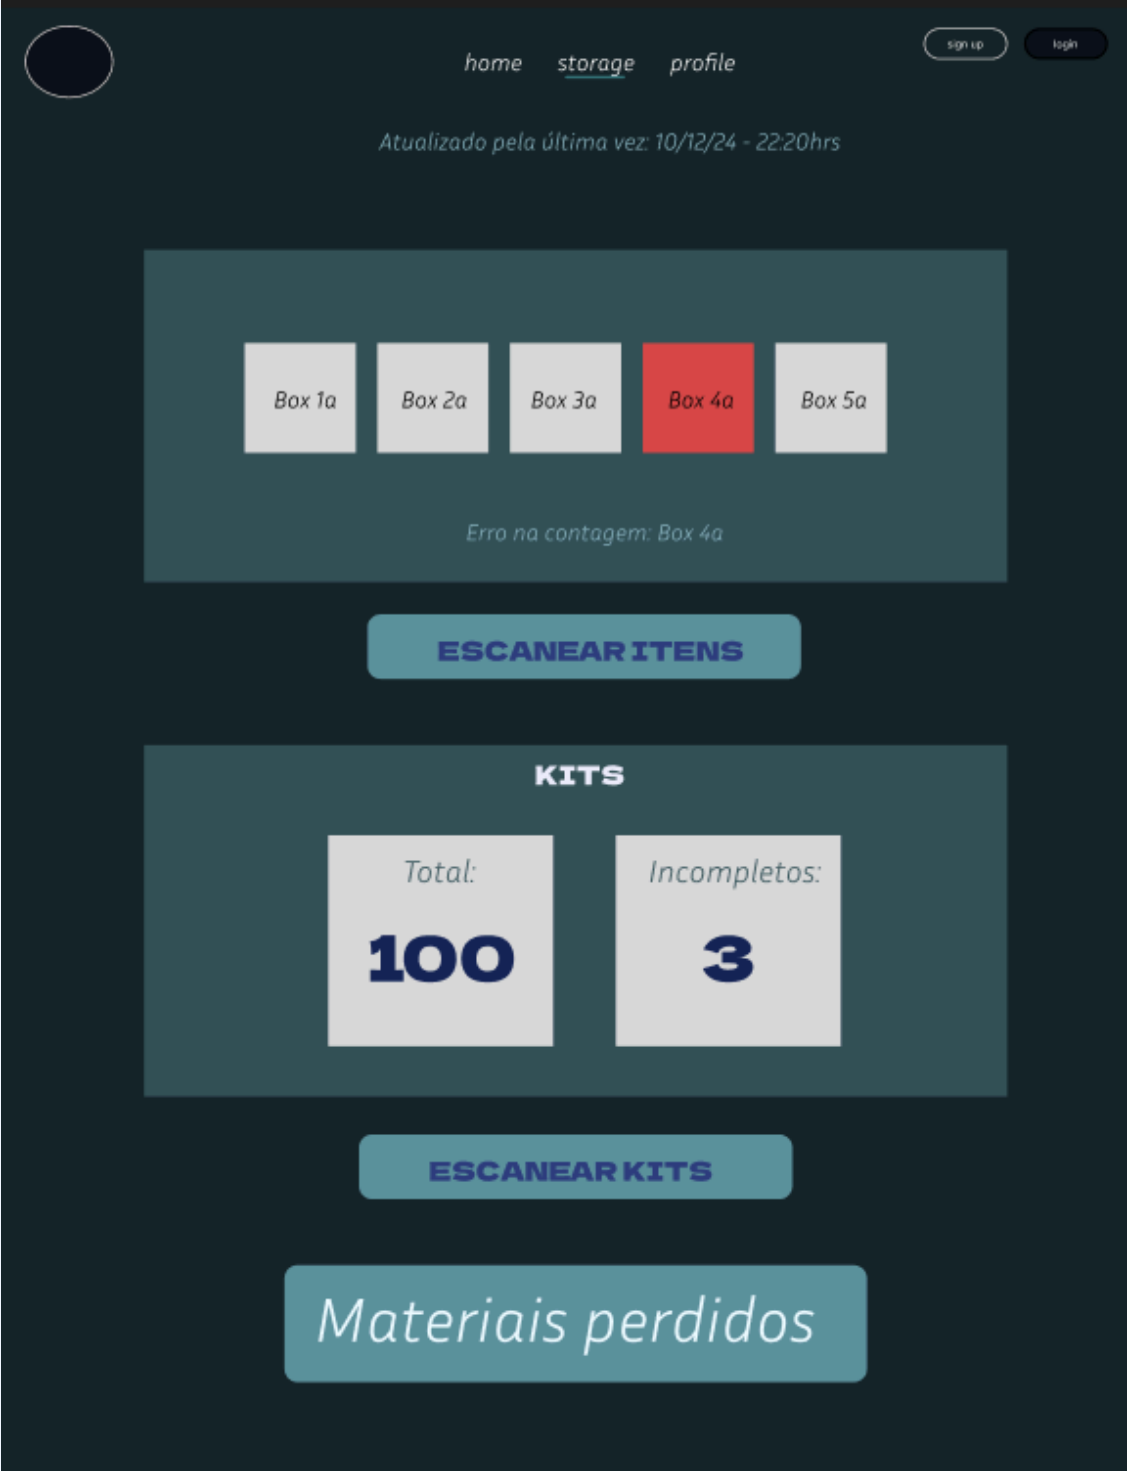 home storage profile
sign up
login
Atualizado pela última vez: 10/12/24 - 22:20hrs
Box 1a Box 2a Box 3a Box 4a Box 5a
Erro na contagem: Box 4a
ESCANEAR ITENS
KITS
Total:
100
Incompletos:
3
ESCANEAR KITS
Materiais perdidos